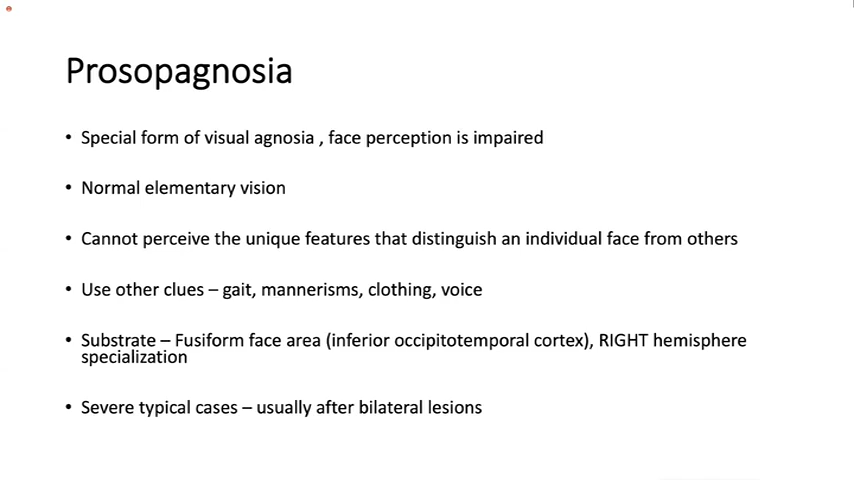 Prosopagnosia
• Special form of visual agnosia , face perception is impaired
• Normal elementary vision
• Cannot perceive the unique features that distinguish an individual face from others
• Use other clues – gait, mannerisms, clothing, voice
• Substrate – Fusiform face area (inferior occipitotemporal cortex), RIGHT hemisphere
specialization
• Severe typical cases – usually after bilateral lesions